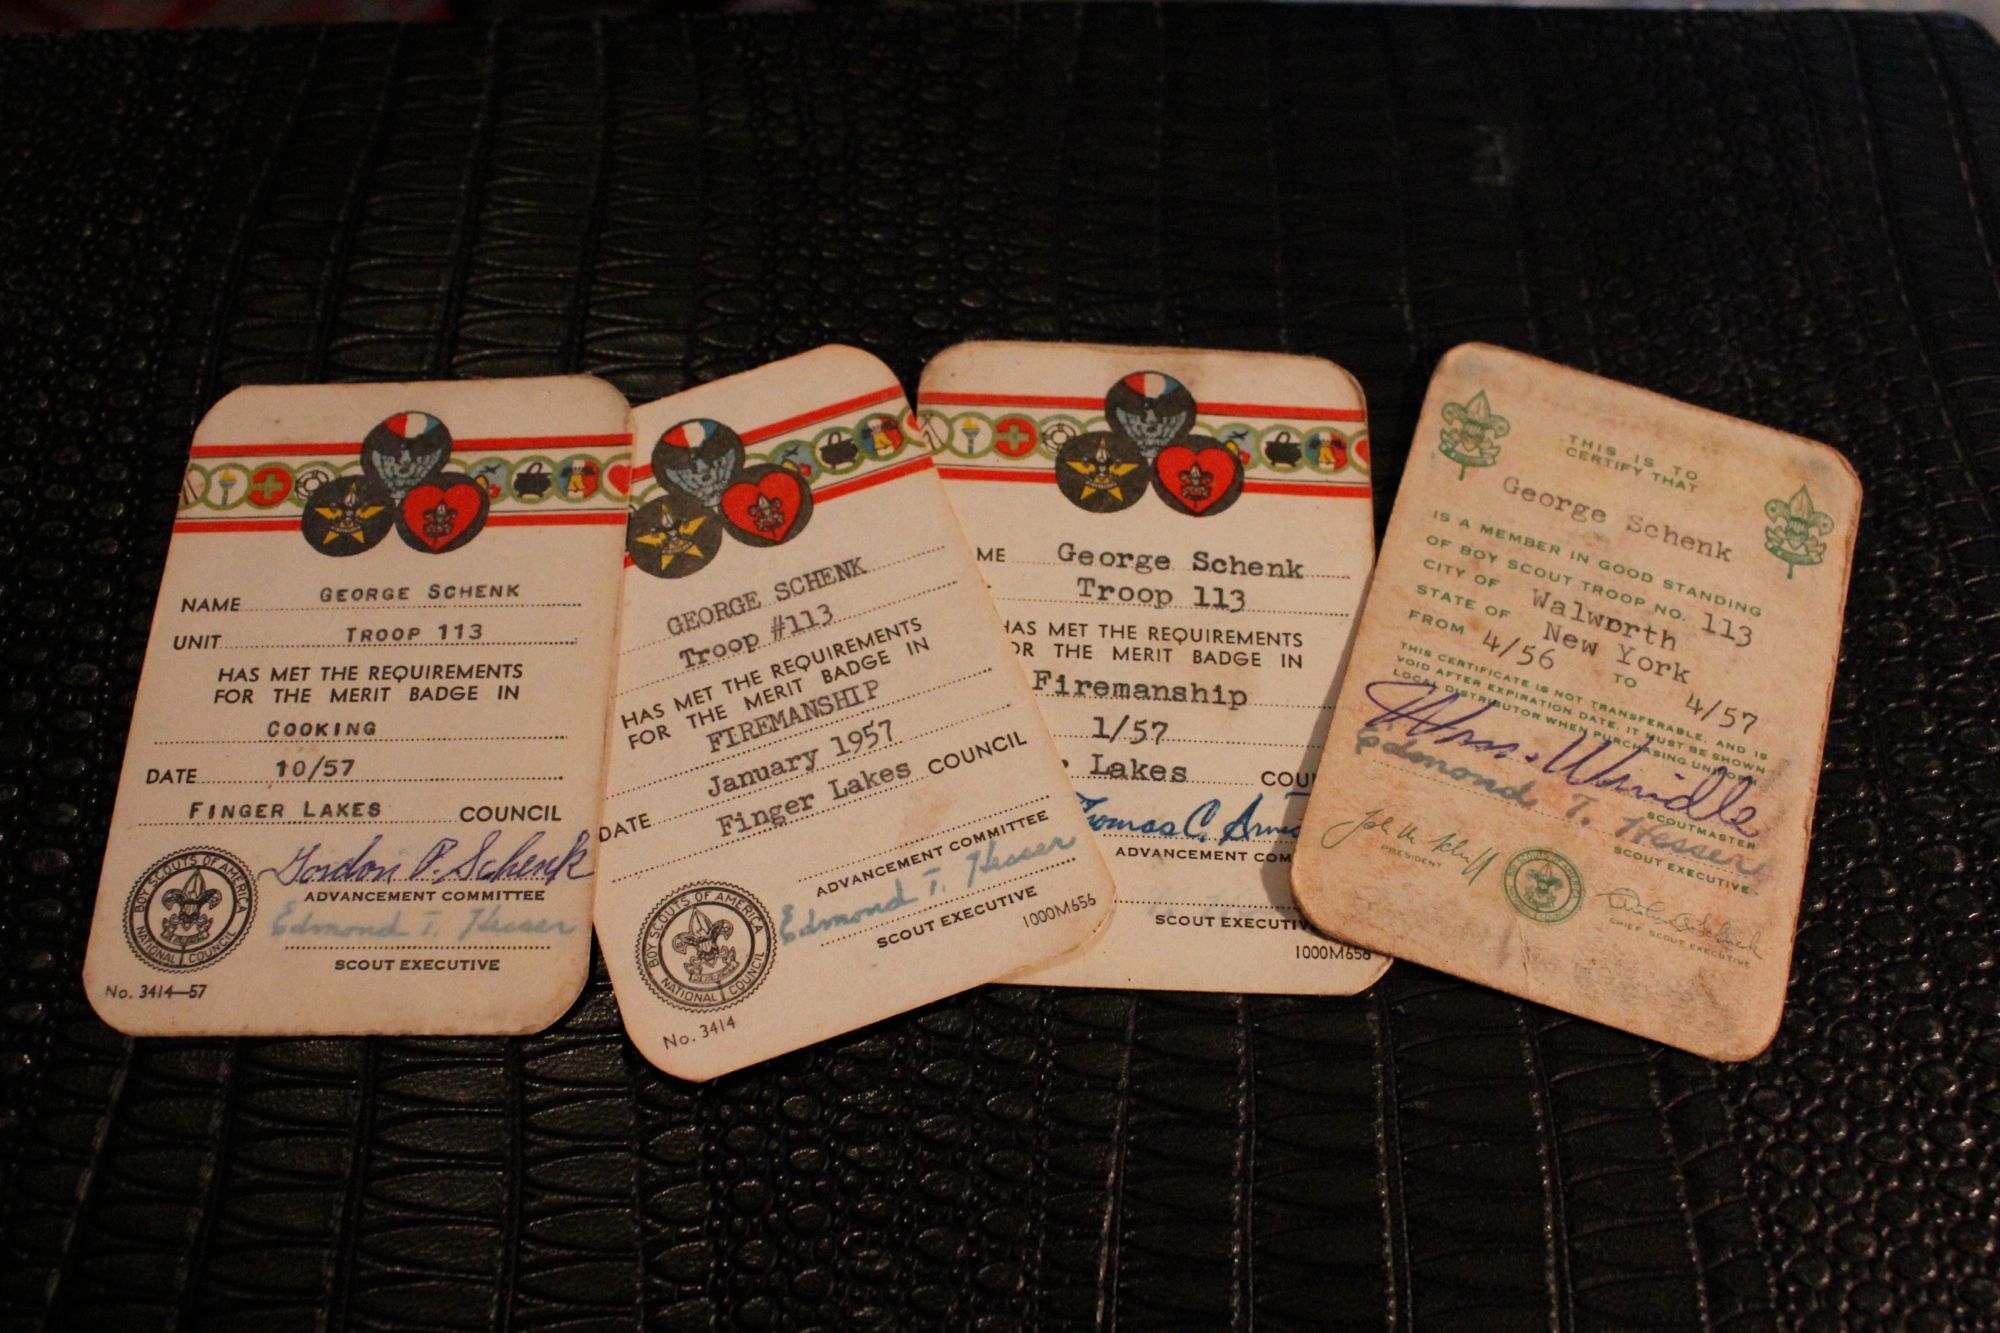 NAME George Schenk
UNIT Troop 113
HAS MET THE REQUIREMENTS
FOR THE MERIT BADGE IN
Cooking
DATE 10/57
Finger Lakes COUNCIL
Gordon P. Schenk
ADVANCEMENT COMMITTEE
Edmond T. Hesser
SCOUT EXECUTIVE
BOY SCOUTS OF AMERICA
NATIONAL COUNCIL
No. 3414—57
GEORGE SCHENK
Troop #113
HAS MET THE REQUIREMENTS
FOR THE MERIT BADGE IN
FIREMANSHIP
DATE January 1957
Finger Lakes COUNCIL
ADVANCEMENT COMMITTEE
Edmond T. Hesser
SCOUT EXECUTIVE
BOY SCOUTS OF AMERICA
NATIONAL COUNCIL
No. 3414
1000M656
ME George Schenk
Troop 113
HAS MET THE REQUIREMENTS
OR THE MERIT BADGE IN
Firemanship
1/57
r Lakes COU
Thomas C.
ADVANCEMENT COM
SCOUT EXECUTIV
1000M656
THIS IS TO
CERTIFY THAT
George Schenk
IS A MEMBER IN GOOD STANDING
OF BOY SCOUT TROOP NO. 113
CITY OF Walworth
STATE OF New York
FROM 4/56 TO 4/57
THIS CERTIFICATE IS NOT TRANSFERABLE, AND IS
VOID AFTER EXPIRATION DATE. IT MUST BE SHOWN
LOCAL DISTRIBUTOR WHEN PURCHASING UNIFORM
Wm. Windle
SCOUTMASTER
Edmond T. Hesser
SCOUT EXECUTIVE
PRESIDENT
CHIEF SCOUT EXECUTIVE